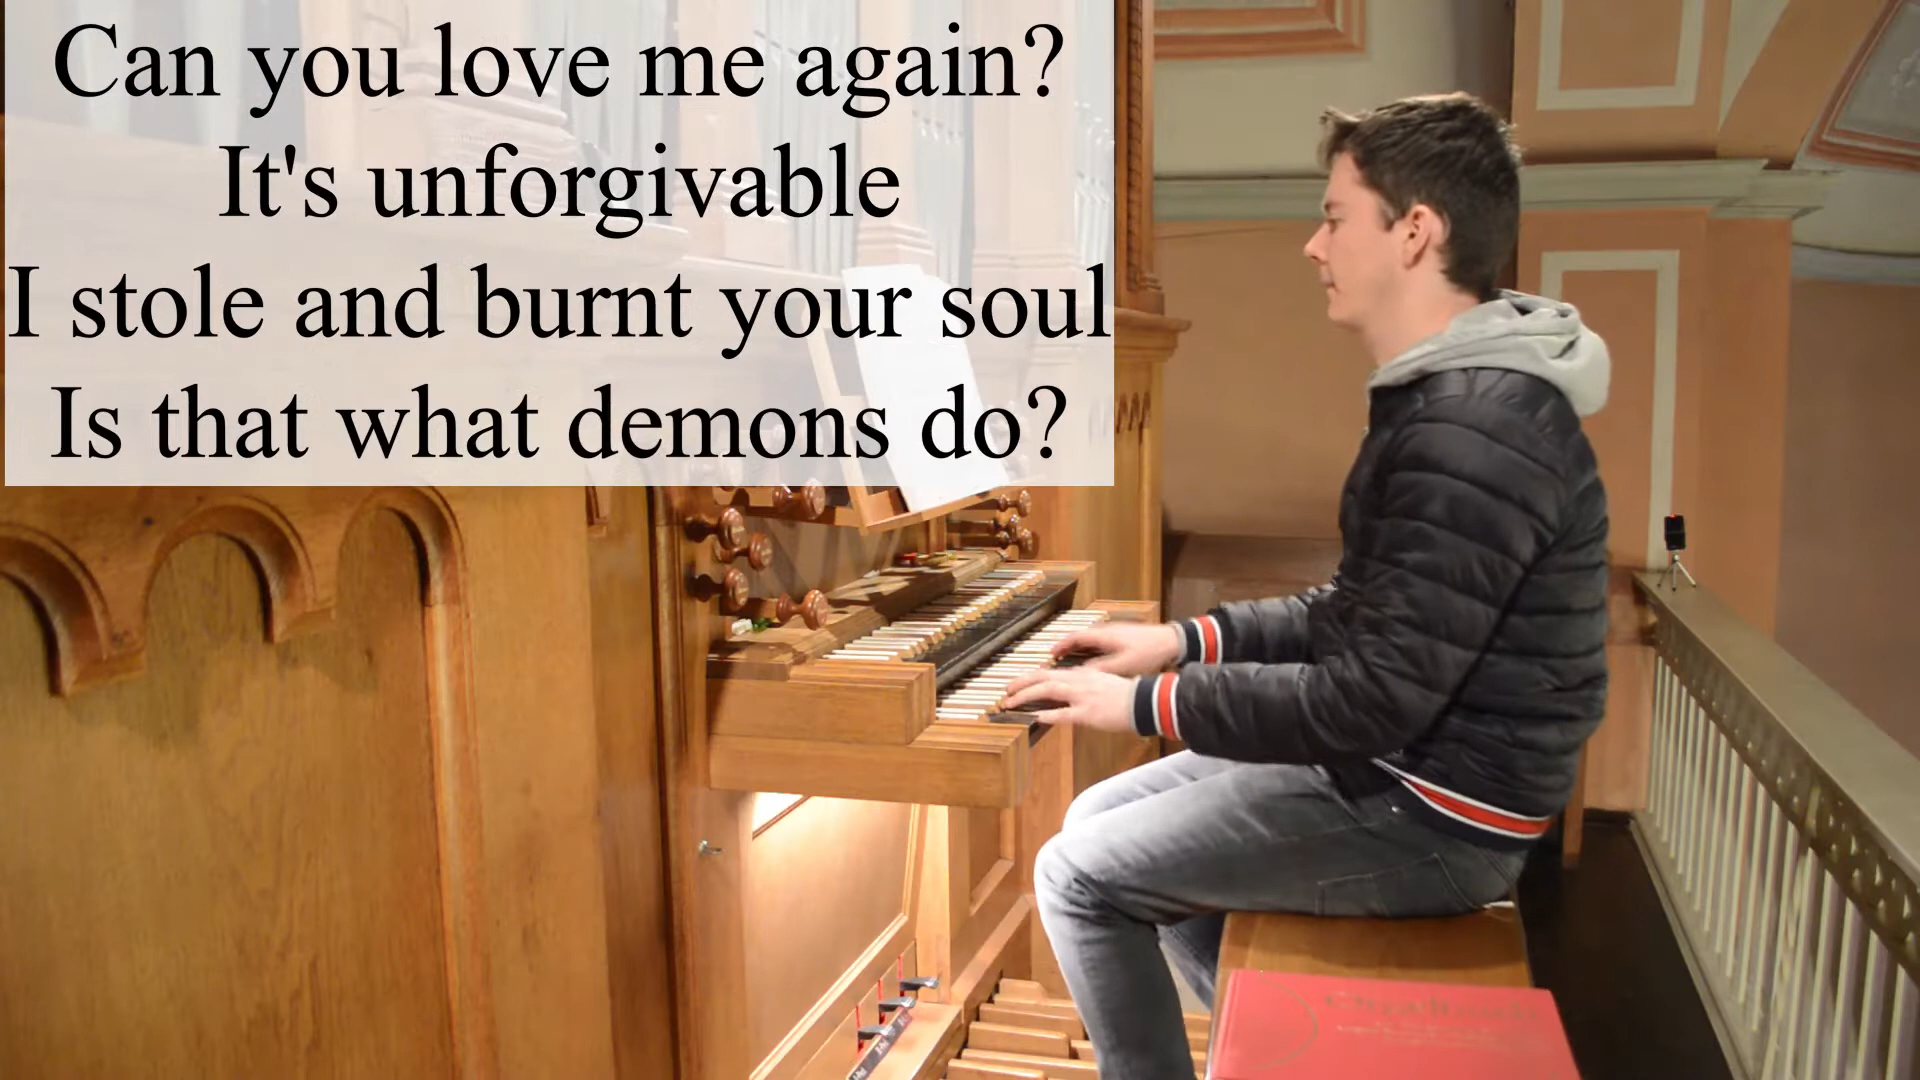 Can you love me again?
It's unforgivable
I stole and burnt your soul
Is that what demons do?